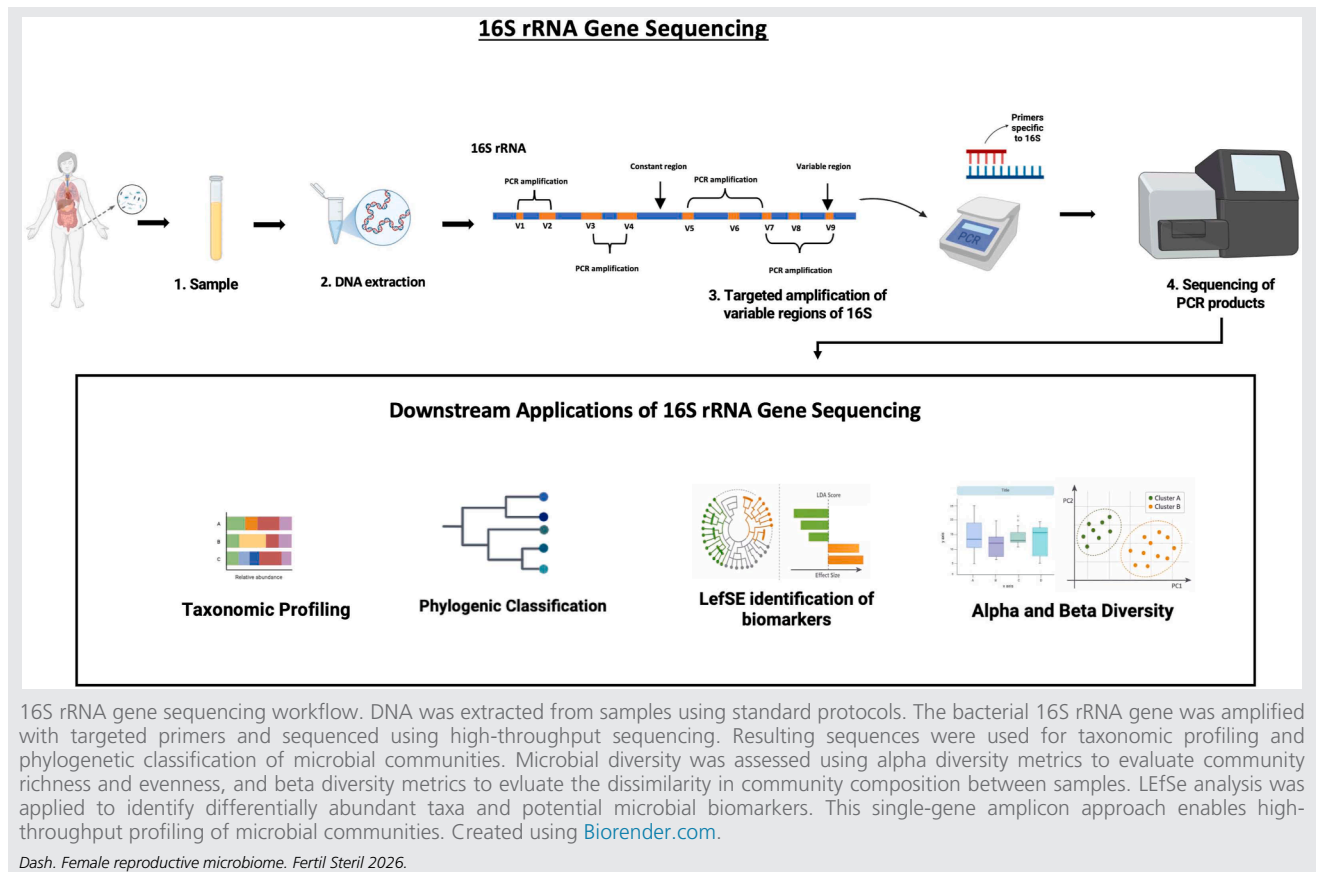 16S rRNA Gene Sequencing
Primers
specific
to 16S
16S rRNA
Constant region
Variable region
PCR amplification
PCR amplification
V1
V2
V3
V4
V5
V6
V7
V8
V9
PCR
PCR amplification
PCR amplification
1. Sample
2. DNA extraction
3. Targeted amplification of
variable regions of 16S
4. Sequencing of
PCR products
Downstream Applications of 16S rRNA Gene Sequencing
A
B
C
Relative abundance
Taxonomic Profiling
Phylogenic Classification
LDA Score
Effect Size
LefSE identification of
biomarkers
Title
PC2
Cluster A
Cluster B
PC1
Alpha and Beta Diversity
16S rRNA gene sequencing workflow. DNA was extracted from samples using standard protocols. The bacterial 16S rRNA gene was amplified
with targeted primers and sequenced using high-throughput sequencing. Resulting sequences were used for taxonomic profiling and
phylogenetic classification of microbial communities. Microbial diversity was assessed using alpha diversity metrics to evaluate community
richness and evenness, and beta diversity metrics to evluate the dissimilarity in community composition between samples. LEfSe analysis was
applied to identify differentially abundant taxa and potential microbial biomarkers. This single-gene amplicon approach enables high-
throughput profiling of microbial communities. Created using Biorender.com.
Dash. Female reproductive microbiome. Fertil Steril 2026.